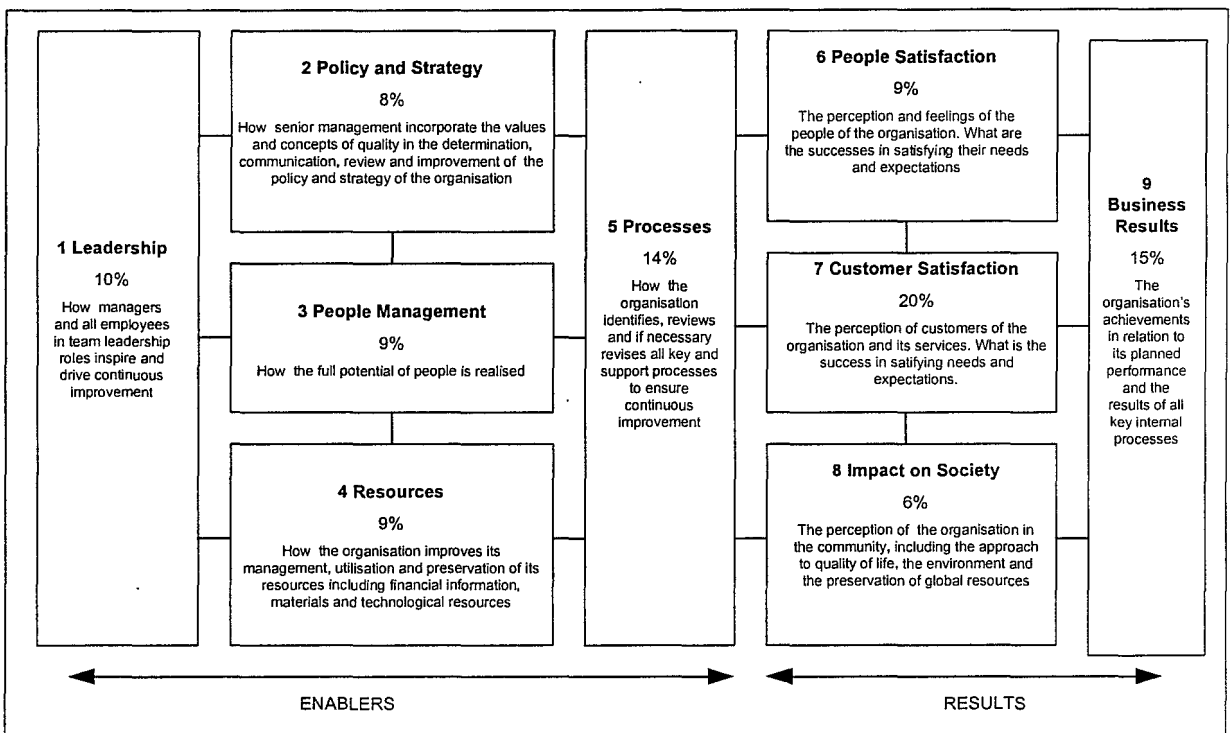 1 Leadership
10%
How managers
and all employees
in team leadership
roles inspire and
drive continuous
improvement
2 Policy and Strategy
8%
How senior management incorporate the values
and concepts of quality in the determination,
communication, review and improvement of the
policy and strategy of the organisation
3 People Management
9%
How the full potential of people is realised
4 Resources
9%
How the organisation improves its
management, utilisation and preservation of its
resources including financial information,
materials and technological resources
5 Processes
14%
How the
organisation
identifies, reviews
and if necessary
revises all key and
support processes
to ensure
continuous
improvement
6 People Satisfaction
9%
The perception and feelings of the
people of the organisation. What are
the successes in satisfying their needs
and expectations
7 Customer Satisfaction
20%
The perception of customers of the
organisation and its services. What is the
success in satifying needs and
expectations.
8 Impact on Society
6%
The perception of the organisation in
the community, including the approach
to quality of life, the environment and
the preservation of global resources
9
Business
Results
15%
The
organisation's
achievements
in relation to
its planned
performance
and the
results of all
key internal
processes
ENABLERS
RESULTS